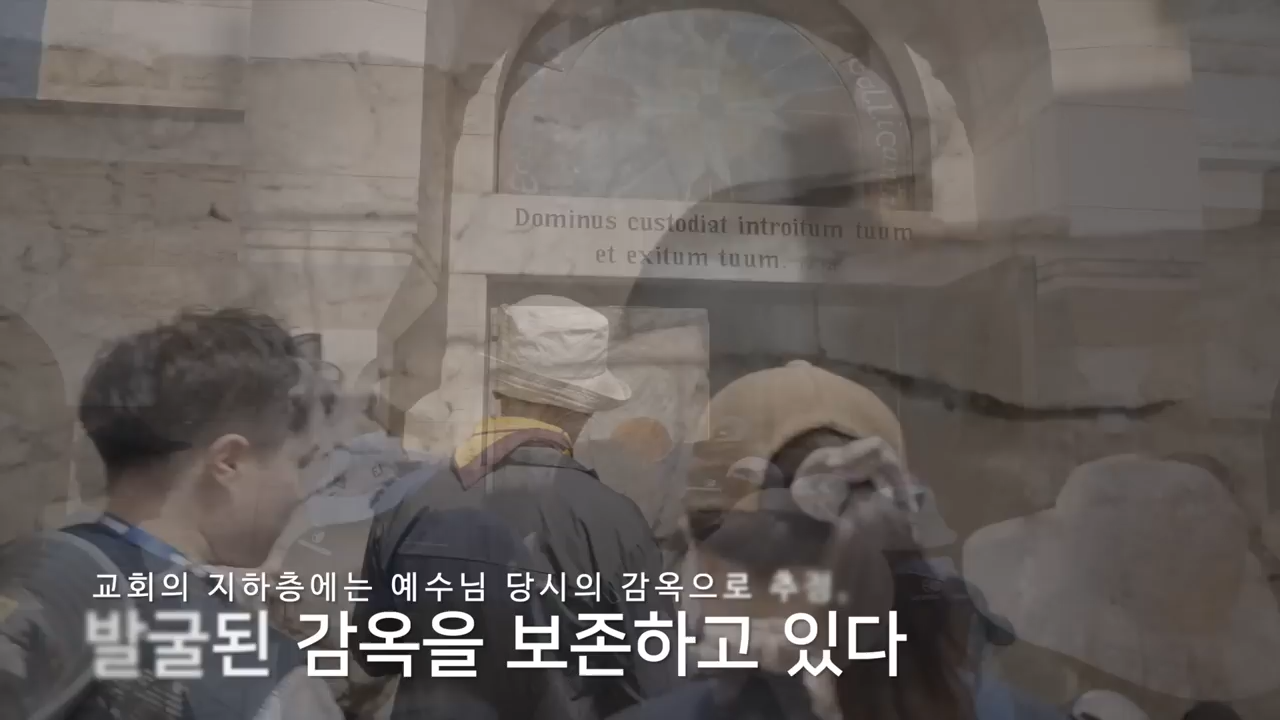 Dominus custodiat introitum tuum
et exitum tuum.
교회의 지하층에는 예수님 당시의 감옥으로 추정,
발굴된 감옥을 보존하고 있다